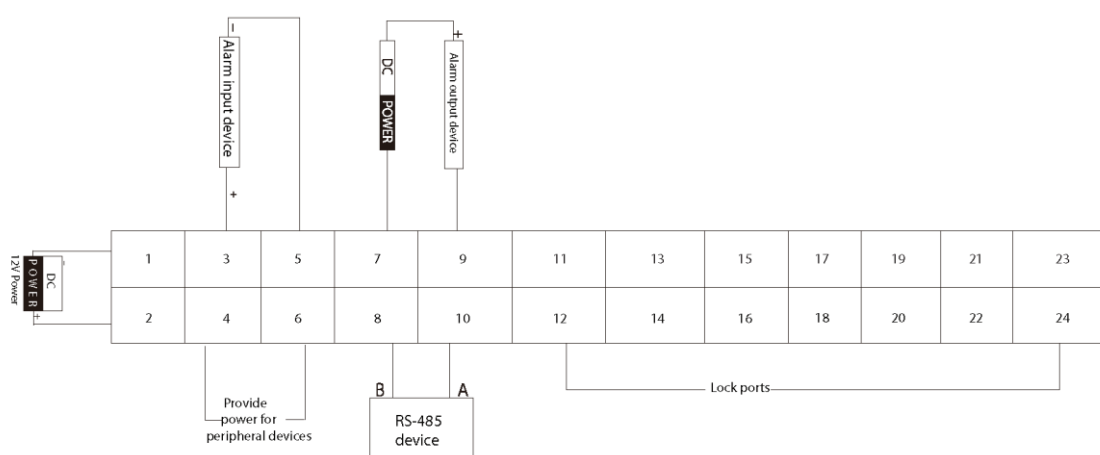 −
+
Alarm input device
DC
Alarm output device
POWER
+
1
3
5
7
9
11
13
15
17
19
21
23
12V Power
POWER
DC
-
+
2
4
6
8
10
12
14
16
18
20
22
24
B
A
Lock ports
Provide
power for
peripheral devices
RS-485
device